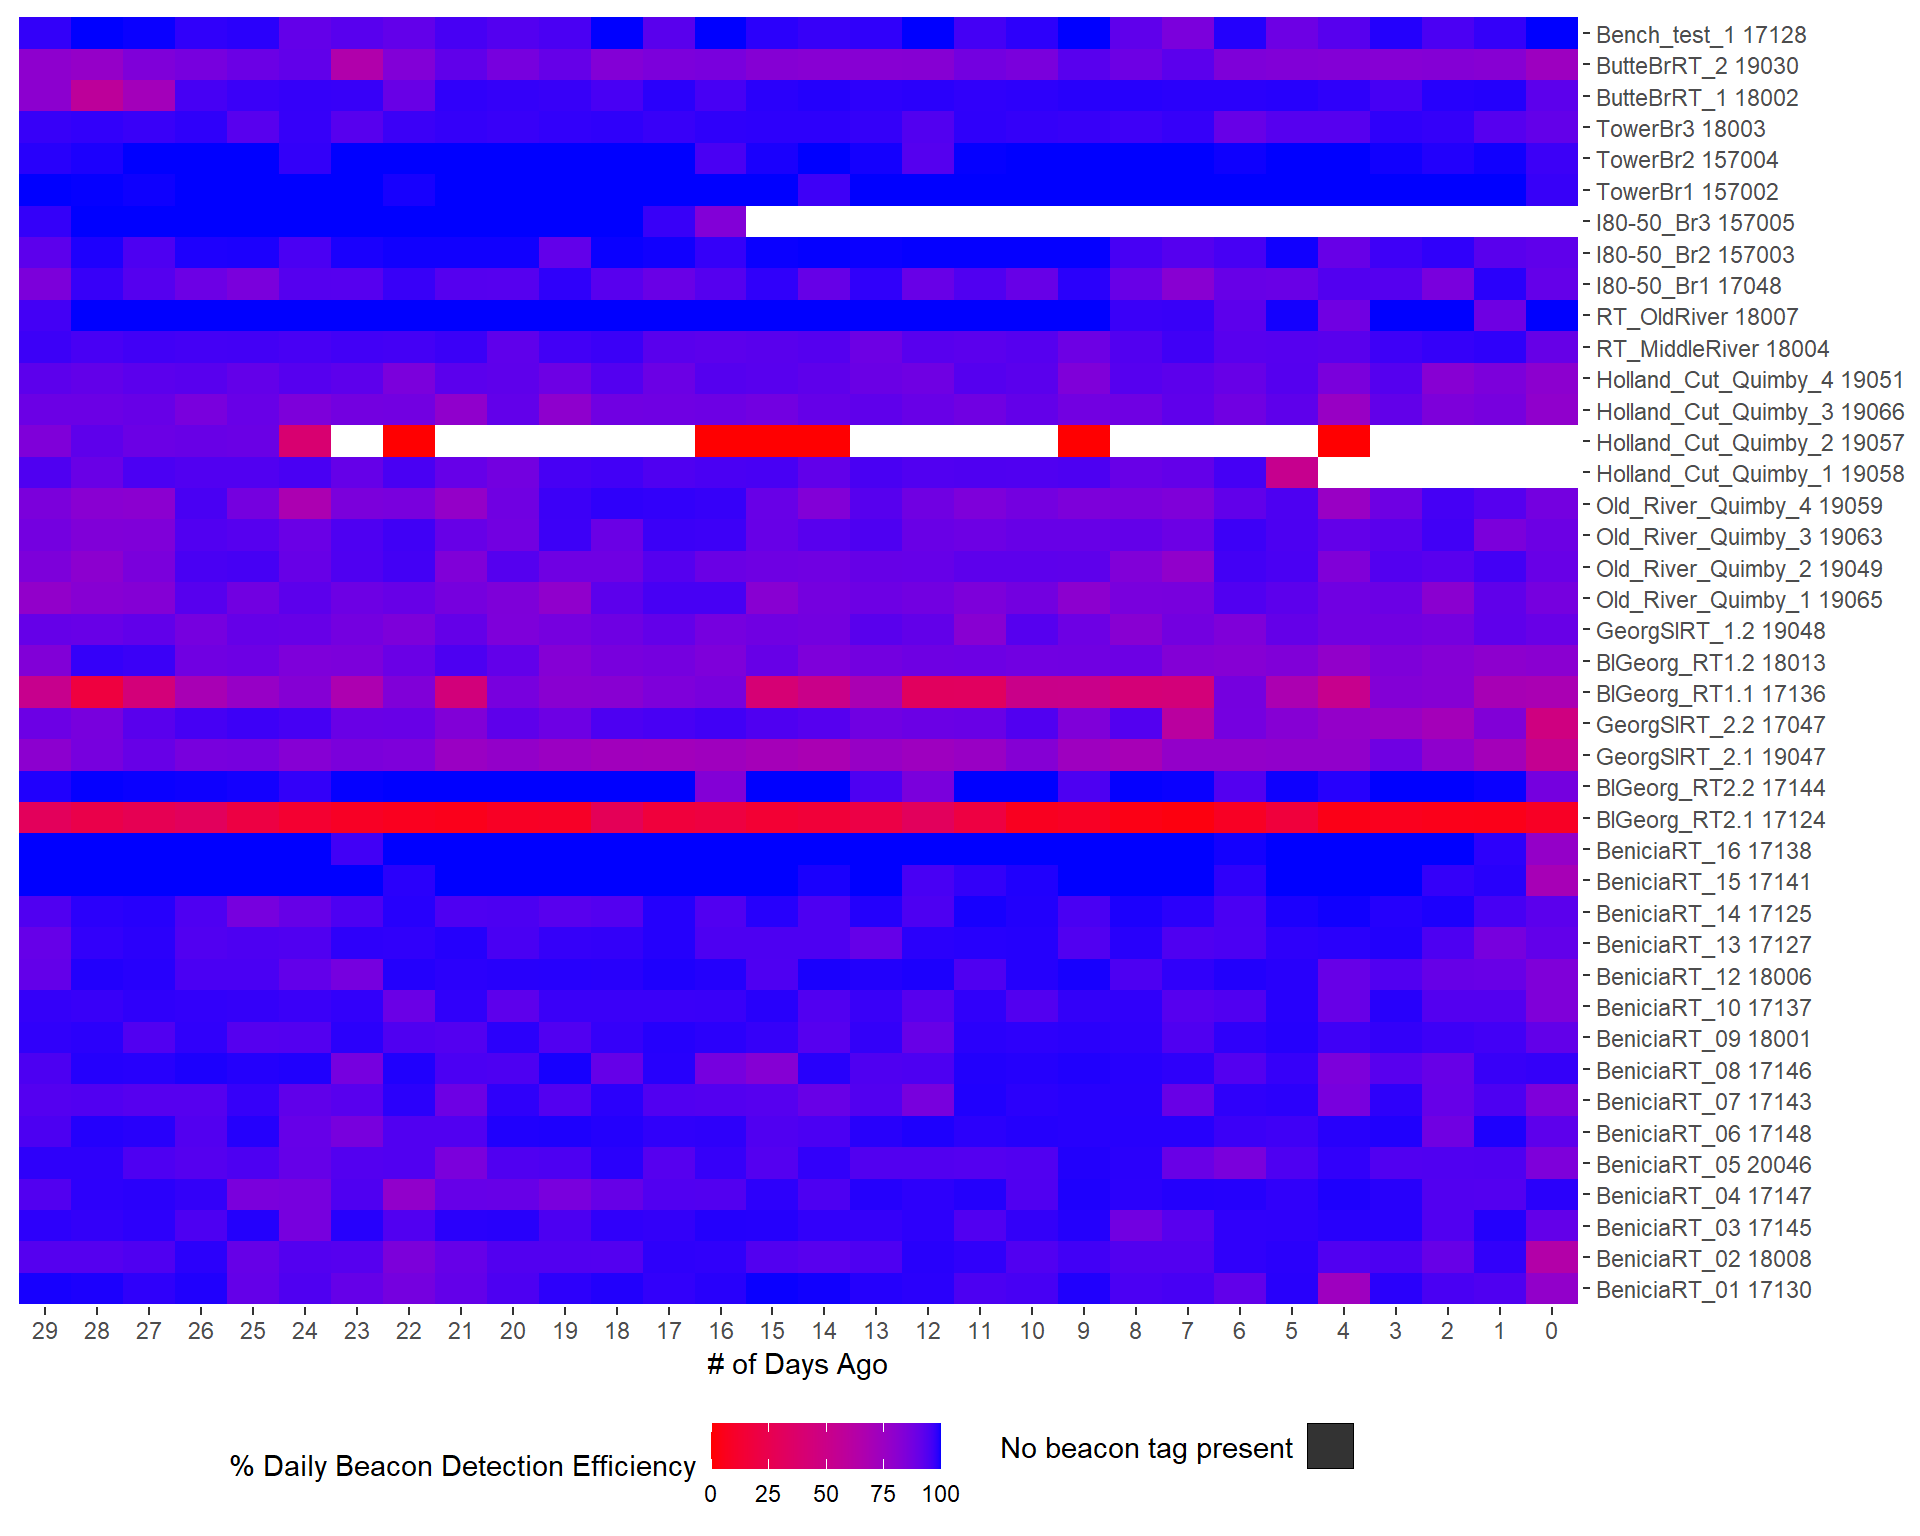 Bench_test_1 17128
ButteBrRT_2 19030
ButteBrRT_1 18002
TowerBr3 18003
TowerBr2 157004
TowerBr1 157002
I80-50_Br3 157005
I80-50_Br2 157003
I80-50_Br1 17048
RT_OldRiver 18007
RT_MiddleRiver 18004
Holland_Cut_Quimby_4 19051
Holland_Cut_Quimby_3 19066
Holland_Cut_Quimby_2 19057
Holland_Cut_Quimby_1 19058
Old_River_Quimby_4 19059
Old_River_Quimby_3 19063
Old_River_Quimby_2 19049
Old_River_Quimby_1 19065
GeorgSlRT_1.2 19048
BlGeorg_RT1.2 18013
BlGeorg_RT1.1 17136
GeorgSlRT_2.2 17047
GeorgSlRT_2.1 19047
BlGeorg_RT2.2 17144
BlGeorg_RT2.1 17124
BeniciaRT_16 17138
BeniciaRT_15 17141
BeniciaRT_14 17125
BeniciaRT_13 17127
BeniciaRT_12 18006
BeniciaRT_10 17137
BeniciaRT_09 18001
BeniciaRT_08 17146
BeniciaRT_07 17143
BeniciaRT_06 17148
BeniciaRT_05 20046
BeniciaRT_04 17147
BeniciaRT_03 17145
BeniciaRT_02 18008
BeniciaRT_01 17130
29 28 27 26 25 24 23 22 21 20 19 18 17 16 15 14 13 12 11 10 9 8 7 6 5 4 3 2 1 0
# of Days Ago
% Daily Beacon Detection Efficiency
0 25 50 75 100
No beacon tag present